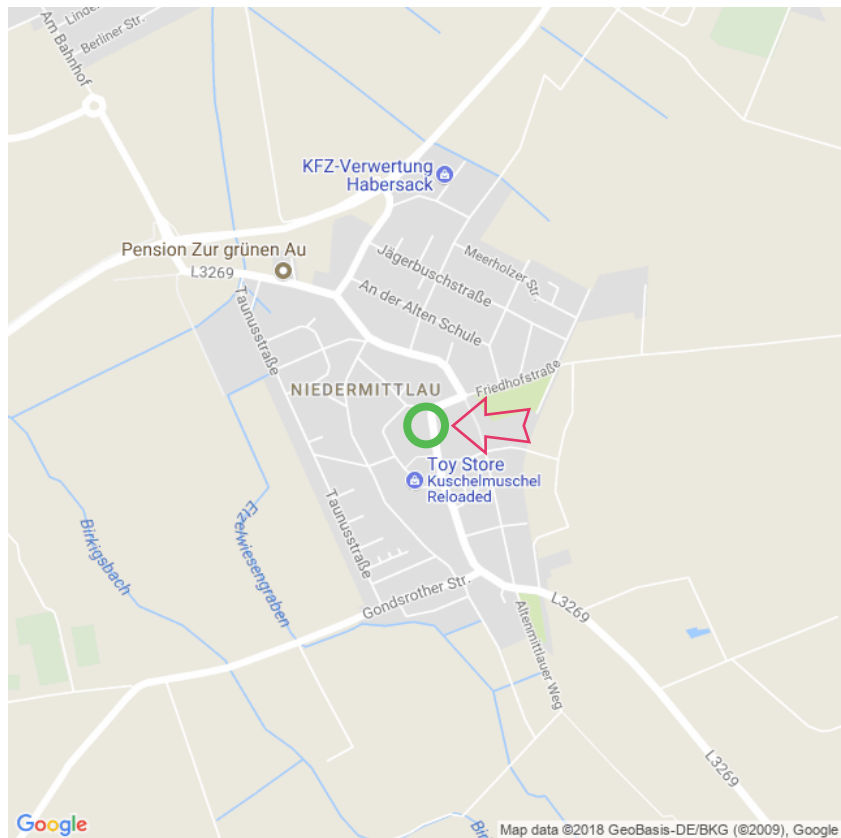 Linde
Berliner Str.
Am Bahnhof
KFZ-Verwertung
Habersack
Pension Zur grünen Au
L3269
Jägerbuschstraße
Meerholzer Str.
An der Alten Schule
Taunusstraße
NIEDERMITTLAU
Friedhofstraße
Toy Store
Kuschelmuschel
Reloaded
Taunusstraße
Birkigsbach
Gondsrother Str.
L3269
Altenmittlauer Weg
L3269
Google
Map data ©2018 GeoBasis-DE/BKG (©2009), Google